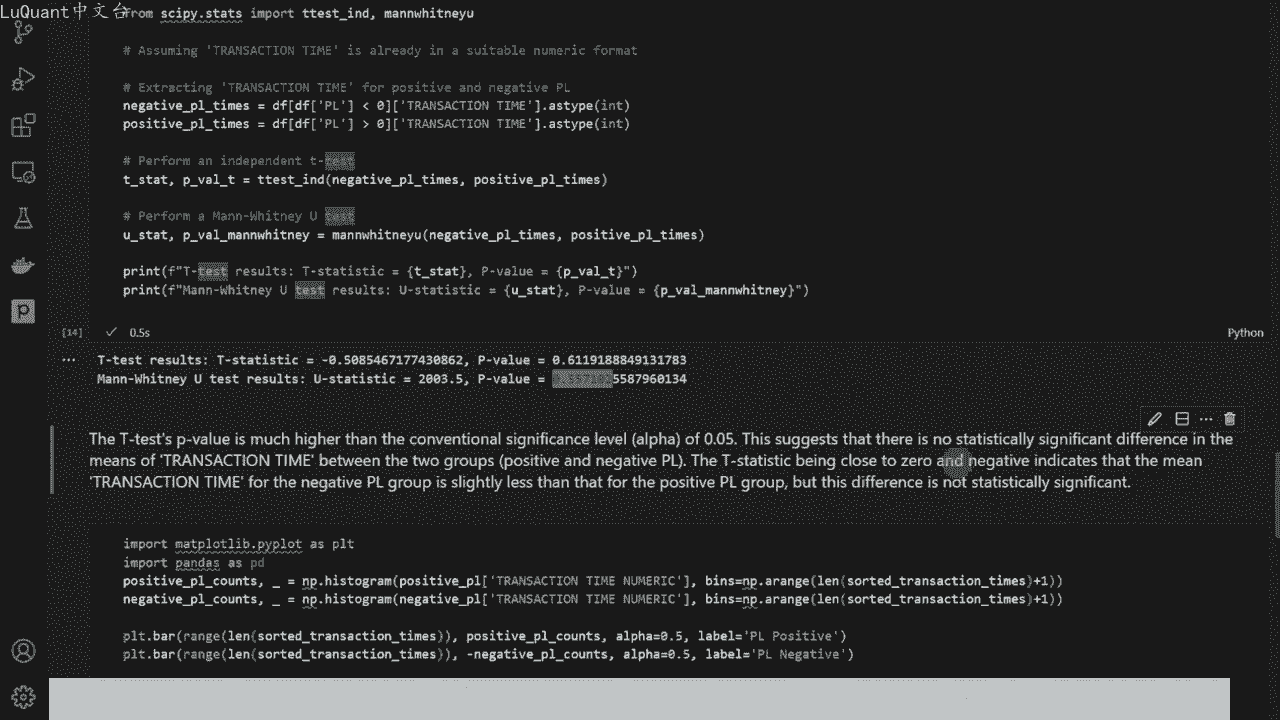 LuQuant中文台
from scipy.stats import ttest_ind, mannwhitneyu
# Assuming 'TRANSACTION TIME' is already in a suitable numeric format
# Extracting 'TRANSACTION TIME' for positive and negative PL
negative_pl_times = df[df['PL'] < 0]['TRANSACTION TIME'].astype(int)
positive_pl_times = df[df['PL'] > 0]['TRANSACTION TIME'].astype(int)
# Perform an independent t-test
t_stat, p_val_t = ttest_ind(negative_pl_times, positive_pl_times)
# Perform a Mann-Whitney U test
u_stat, p_val_mannwhitney = mannwhitneyu(negative_pl_times, positive_pl_times)
print(f"T-test results: T-statistic = {t_stat}, P-value = {p_val_t}")
print(f"Mann-Whitney U test results: U-statistic = {u_stat}, P-value = {p_val_mannwhitney}")
[14] 0.5s Python
T-test results: T-statistic = -0.5085467177430862, P-value = 0.6119188849131783
Mann-Whitney U test results: U-statistic = 2003.5, P-value =
The T-test's p-value is much higher than the conventional significance level (alpha) of 0.05. This suggests that there is no statistically significant difference in the
means of 'TRANSACTION TIME' between the two groups (positive and negative PL). The T-statistic being close to zero and negative indicates that the mean
'TRANSACTION TIME' for the negative PL group is slightly less than that for the positive PL group, but this difference is not statistically significant.
import matplotlib.pyplot as plt
import pandas as pd
positive_pl_counts, _ = np.histogram(positive_pl['TRANSACTION TIME NUMERIC'], bins=np.arange(len(sorted_transaction_times)+1))
negative_pl_counts, _ = np.histogram(negative_pl['TRANSACTION TIME NUMERIC'], bins=np.arange(len(sorted_transaction_times)+1))
plt.bar(range(len(sorted_transaction_times)), positive_pl_counts, alpha=0.5, label='PL Positive')
plt.bar(range(len(sorted_transaction_times)), -negative_pl_counts, alpha=0.5, label='PL Negative')